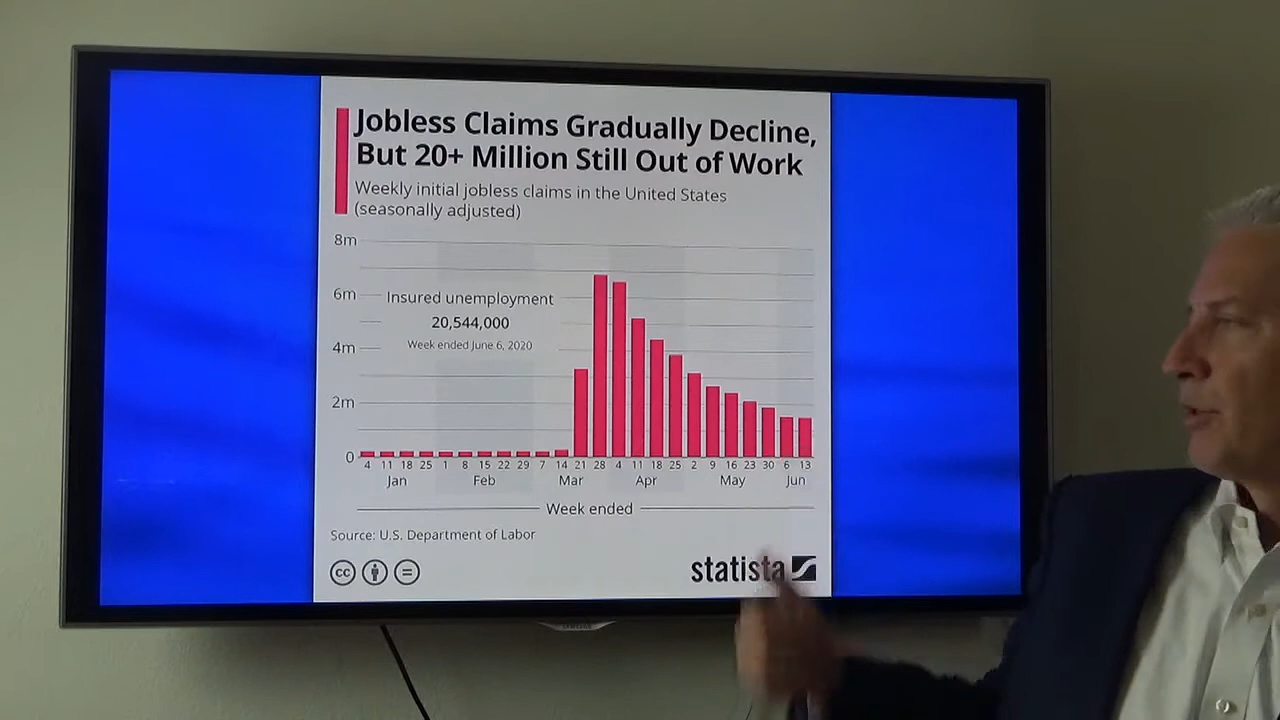 Jobless Claims Gradually Decline,
But 20+ Million Still Out of Work
Weekly initial jobless claims in the United States
(seasonally adjusted)
8m
6m
4m
2m
0
Insured unemployment
20,544,000
Week ended June 6, 2020
4 11 18 25 1 8 15 22 29 7 14 21 28 4 11 18 25 2 9 16 23 30 6 13
Jan Feb Mar Apr May Jun
Week ended
Source: U.S. Department of Labor
cc
statista
SAMSUNG